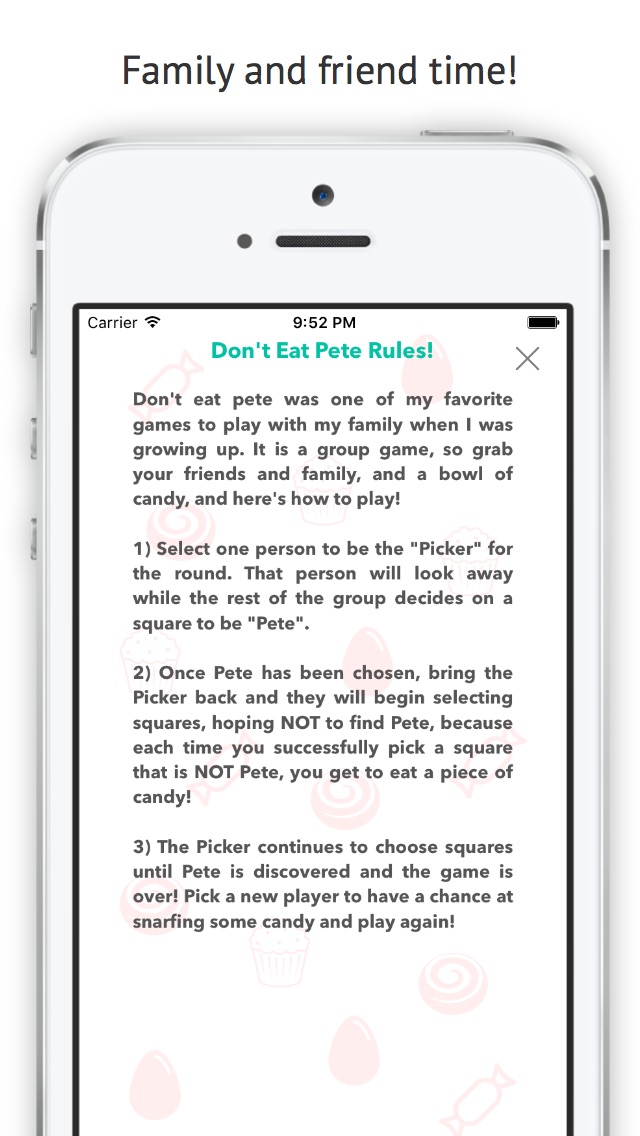 Family and friend time!
Carrier
9:52 PM
Don't Eat Pete Rules!
Don't eat pete was one of my favorite
games to play with my family when I was
growing up. It is a group game, so grab
your friends and family, and a bowl of
candy, and here's how to play!
1) Select one person to be the "Picker" for
the round. That person will look away
while the rest of the group decides on a
square to be "Pete".
2) Once Pete has been chosen, bring the
Picker back and they will begin selecting
squares, hoping NOT to find Pete, because
each time you successfully pick a square
that is NOT Pete, you get to eat a piece of
candy!
3) The Picker continues to choose squares
until Pete is discovered and the game is
over! Pick a new player to have a chance at
snarfing some candy and play again!